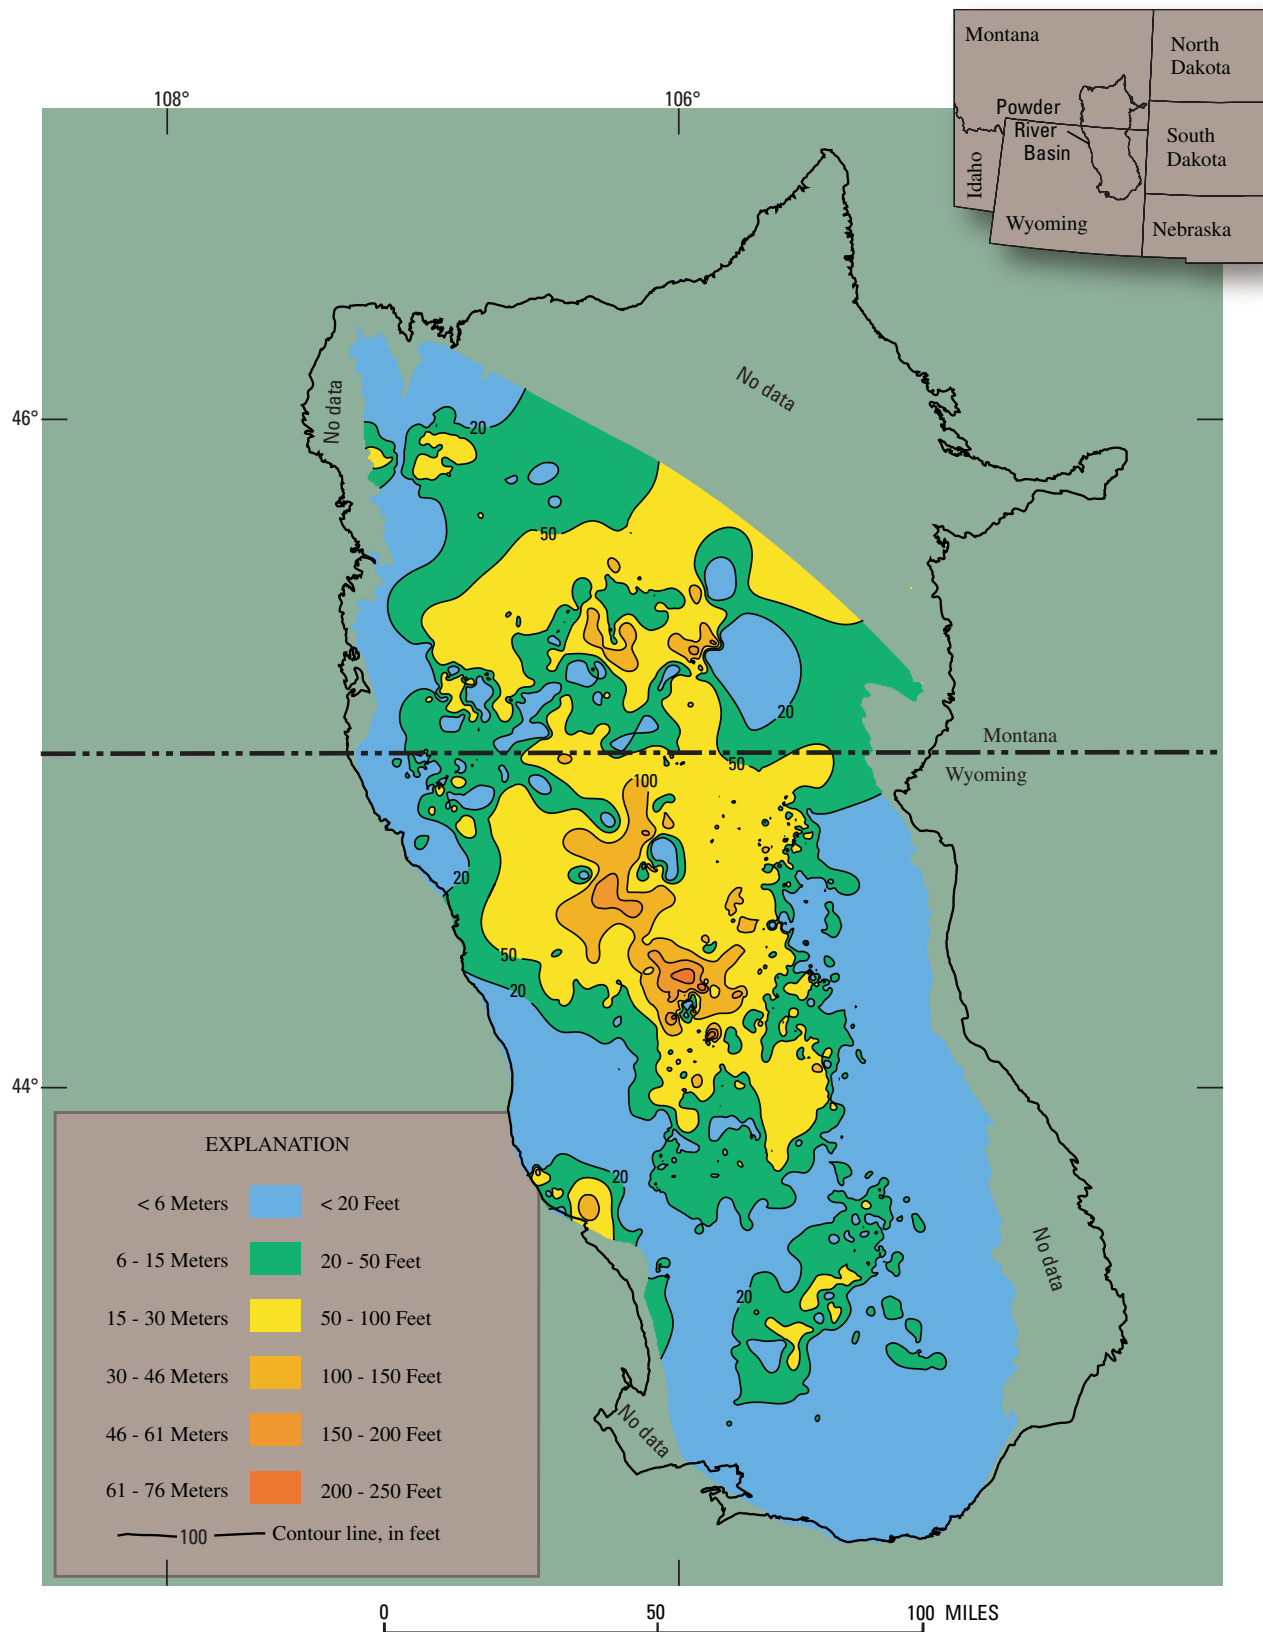 Montana
North
Dakota
Powder
River
Basin
South
Dakota
Idaho
Wyoming
Nebraska
108°
106°
No data
No data
46°
20
50
20
Montana
50
Wyoming
100
20
50
20
44°
20
No data
20
No data
EXPLANATION
< 6 Meters < 20 Feet
6 - 15 Meters 20 - 50 Feet
15 - 30 Meters 50 - 100 Feet
30 - 46 Meters 100 - 150 Feet
46 - 61 Meters 150 - 200 Feet
61 - 76 Meters 200 - 250 Feet
100 Contour line, in feet
0 50 100 MILES